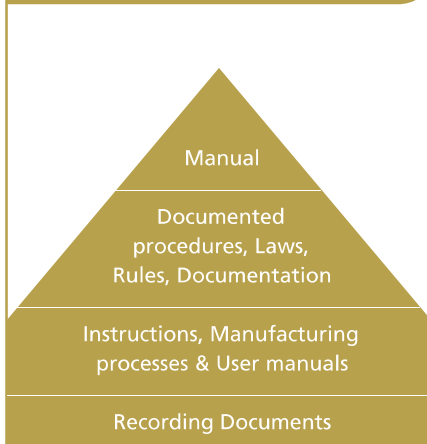 Manual
Documented
procedures, Laws,
Rules, Documentation
Instructions, Manufacturing
processes & User manuals
Recording Documents